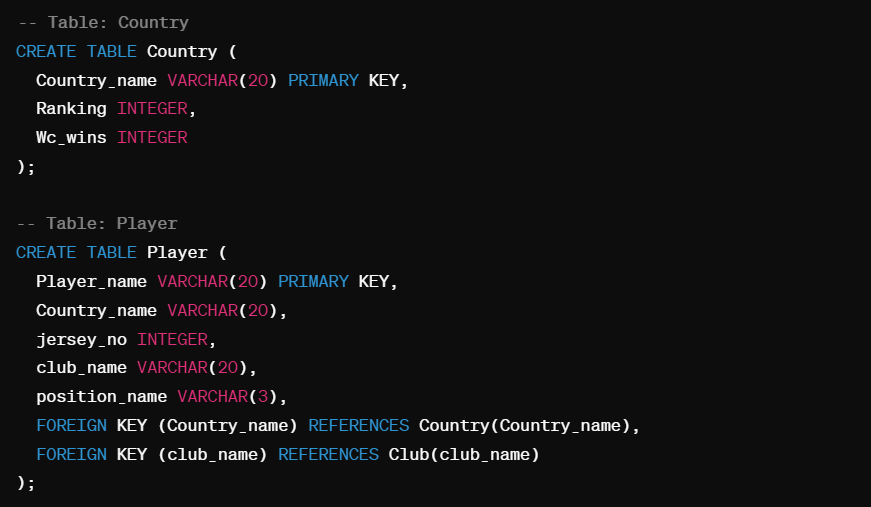 -- Table: Country
CREATE TABLE Country (
  Country_name VARCHAR(20) PRIMARY KEY,
  Ranking INTEGER,
  Wc_wins INTEGER
);

-- Table: Player
CREATE TABLE Player (
  Player_name VARCHAR(20) PRIMARY KEY,
  Country_name VARCHAR(20),
  jersey_no INTEGER,
  club_name VARCHAR(20),
  position_name VARCHAR(3),
  FOREIGN KEY (Country_name) REFERENCES Country(Country_name),
  FOREIGN KEY (club_name) REFERENCES Club(club_name)
);